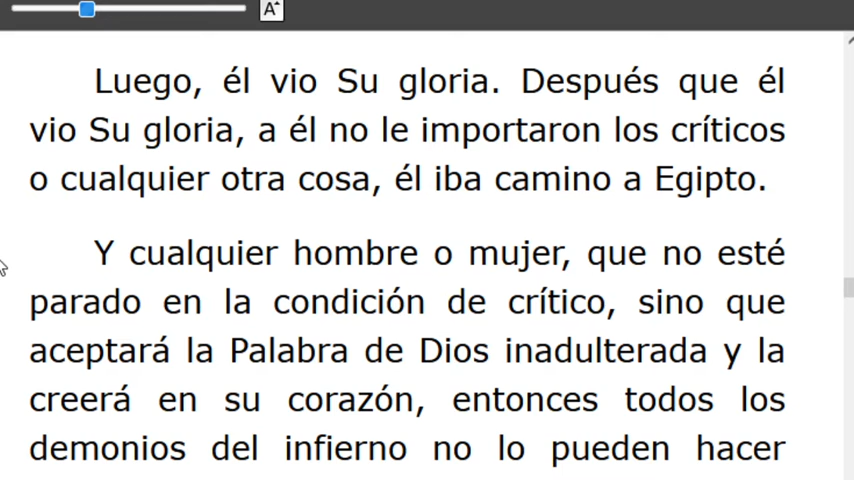 A
Luego, él vio Su gloria. Después que él
vio Su gloria, a él no le importaron los críticos
o cualquier otra cosa, él iba camino a Egipto.
Y cualquier hombre o mujer, que no esté
parado en la condición de crítico, sino que
aceptará la Palabra de Dios inadulterada y la
creerá en su corazón, entonces todos los
demonios del infierno no lo pueden hacer